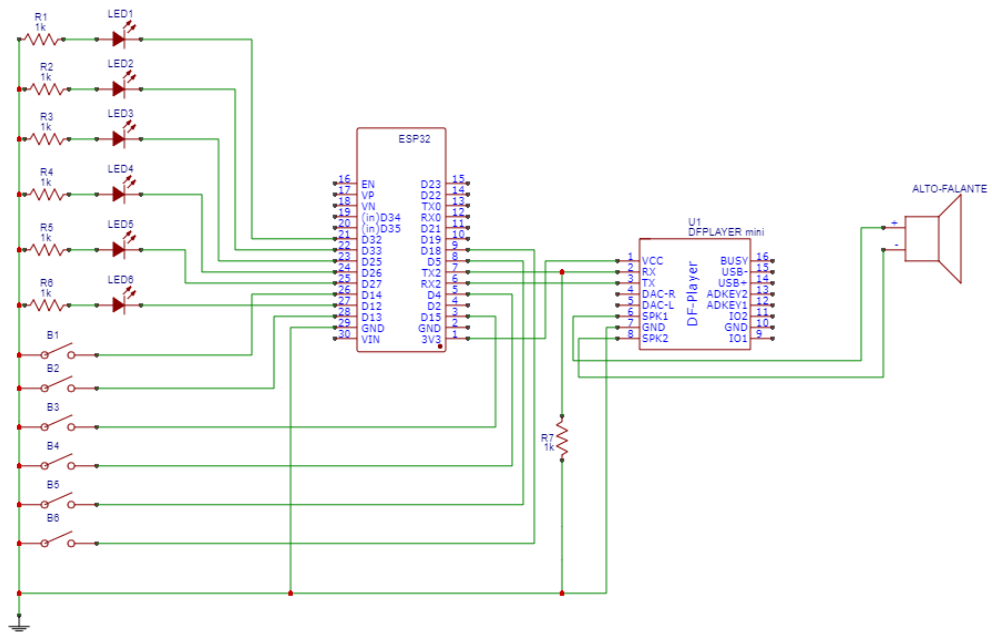 R1
1k
LED1
R2
1k
LED2
R3
1k
LED3
R4
1k
LED4
R5
1k
LED5
R6
1k
LED6
B1
B2
B3
B4
B5
B6
ESP32
16 EN D23 15
17 VP D22 14
18 VN TX0 13
19 (in)D34 RX0 12
20 (in)D35 D21 11
21 D32 D19 10
22 D33 D18 9
23 D25 D5 8
24 D26 TX2 7
25 D27 RX2 6
26 D14 D4 5
27 D12 D2 4
28 D13 D15 3
29 GND GND 2
30 VIN 3V3 1
R7
1k
U1
DFPLAYER mini
DF-Player
1 VCC BUSY 16
2 RX USB- 15
3 TX USB+ 14
4 DAC-R ADKEY2 13
5 DAC-L ADKEY1 12
6 SPK1 IO2 11
7 GND GND 10
8 SPK2 IO1 9
ALTO-FALANTE
+
-